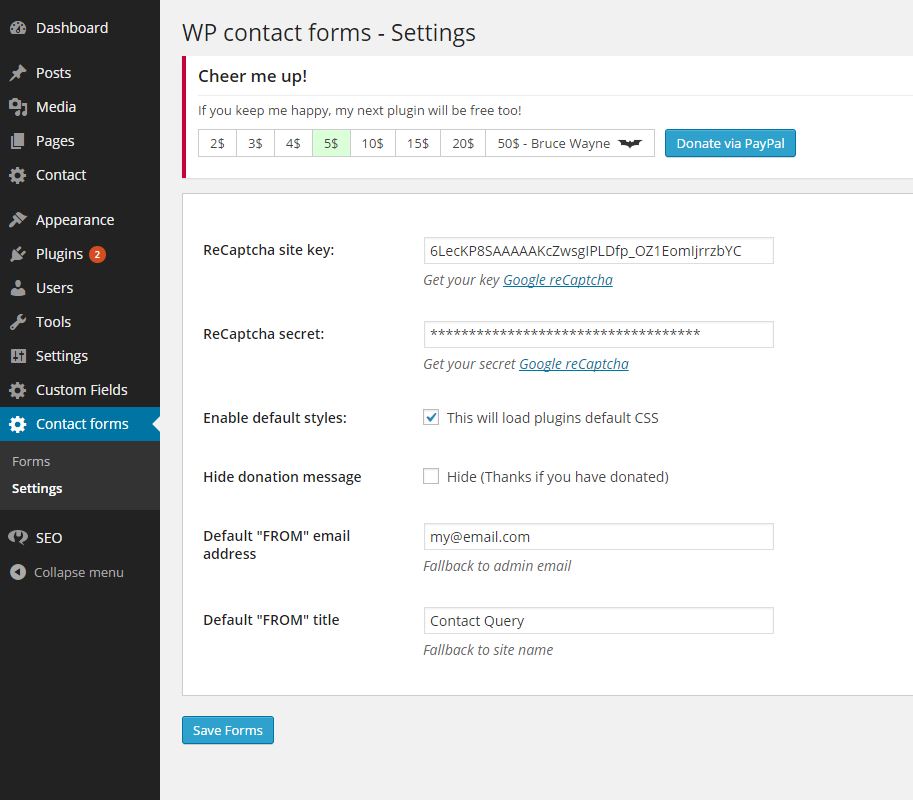 Dashboard
Posts
Media
Pages
Contact
Appearance
Plugins 2
Users
Tools
Settings
Custom Fields
Contact forms
Forms
Settings
SEO
Collapse menu
WP contact forms - Settings
Cheer me up!
If you keep me happy, my next plugin will be free too!
2$ 3$ 4$ 5$ 10$ 15$ 20$ 50$ - Bruce Wayne Donate via PayPal
ReCaptcha site key: 6LecKP8SAAAAAKcZwsgIPLDfp_OZ1EomIjrrzbYC
Get your key Google reCaptcha
ReCaptcha secret: ***********************************
Get your secret Google reCaptcha
Enable default styles: This will load plugins default CSS
Hide donation message Hide (Thanks if you have donated)
Default "FROM" email
address
my@email.com
Fallback to admin email
Default "FROM" title Contact Query
Fallback to site name
Save Forms